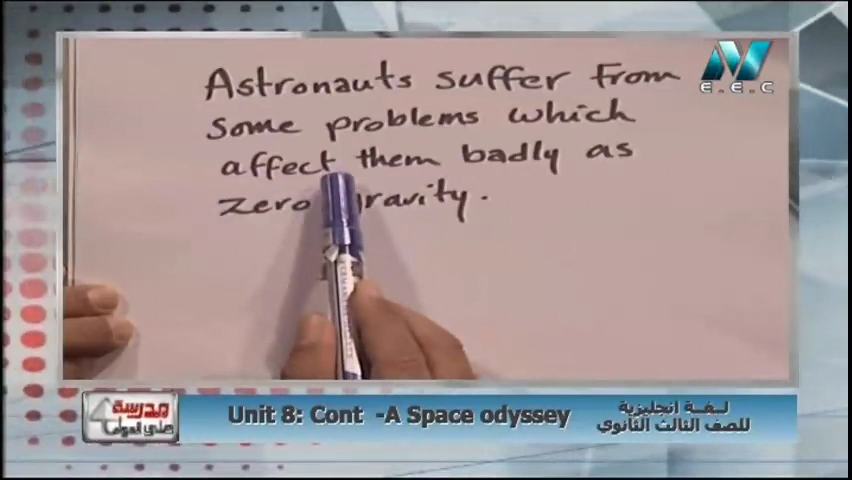 Astronauts suffer from
some problems which
affect them badly as
zero gravity.
E.E.C
مدرسة
على الهواء
Unit 8: Cont -A Space odyssey
لغة انجليزية
للصف الثالث الثانوي